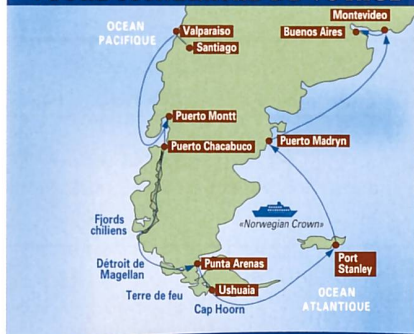 OCEAN
PACIFIQUE
Valparaiso
Santiago
Montevideo
Buenos Aires
Puerto Montt
Puerto Chacabuco
Puerto Madryn
Fjords
chiliens
«Norwegian Crown»
Détroit de
Magellan
Punta Arenas
Port
Stanley
Terre de feu
Ushuaia
Cap Hoorn
OCEAN
ATLANTIQUE